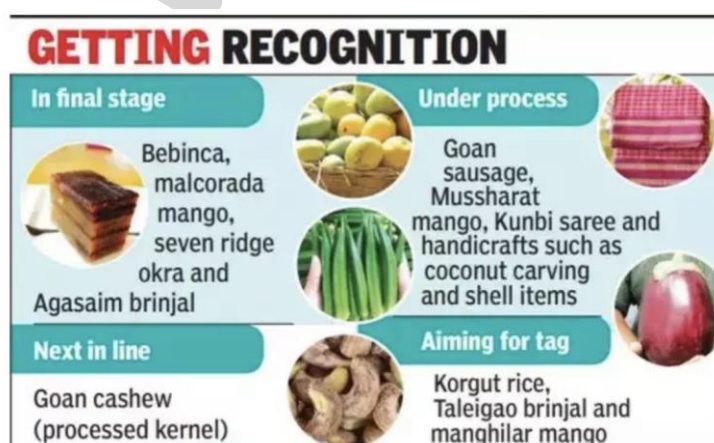 GETTING RECOGNITION
In final stage
Bebinca,
malcorada
mango,
seven ridge
okra and
Agasaim brinjal
Under process
Goan
sausage,
Mussharat
mango, Kunbi saree and
handicrafts such as
coconut carving
and shell items
Next in line
Goan cashew
(processed kernel)
Aiming for tag
Korgut rice,
Taleigao brinjal and
manghilar mango